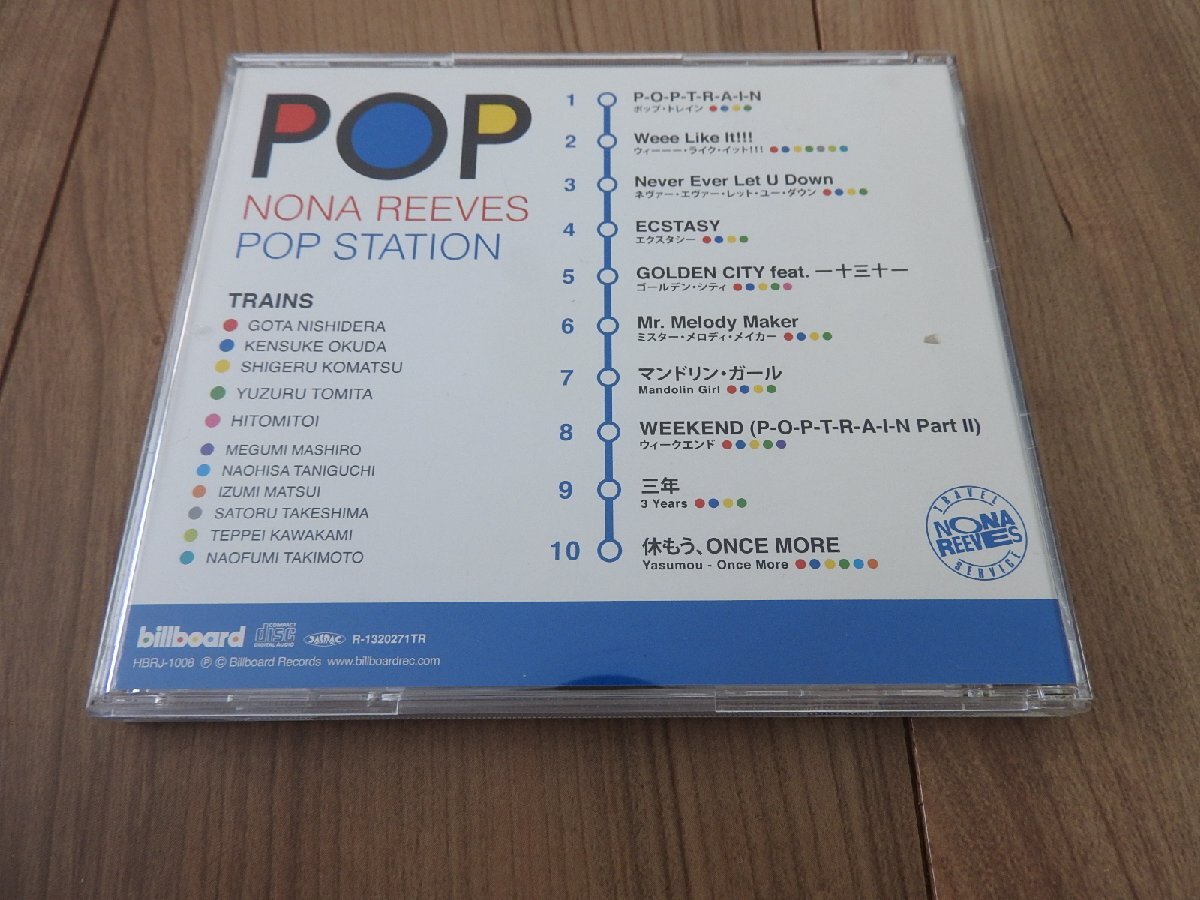 POP
NONA REEVES
POP STATION
TRAINS
GOTA NISHIDERA
KENSUKE OKUDA
SHIGERU KOMATSU
YUZURU TOMITA
HITOMITOI
MEGUMI MASHIRO
NAOHISA TANIGUCHI
IZUMI MATSUI
SATORU TAKESHIMA
TEPPEI KAWAKAMI
NAOFUMI TAKIMOTO
1 P-O-P-T-R-A-I-N
ポップ・トレイン
2 Weee Like It!!!
ウィーーー・ライク・イット!!!
3 Never Ever Let U Down
ネヴァー・エヴァー・レット・ユー・ダウン
4 ECSTASY
エクスタシー
5 GOLDEN CITY feat. 一十三十一
ゴールデン・シティ
6 Mr. Melody Maker
ミスター・メロディ・メイカー
7 マンドリン・ガール
Mandolin Girl
8 WEEKEND (P-O-P-T-R-A-I-N Part II)
ウィークエンド
9 三年
3 Years
10 休もう、ONCE MORE
Yasumou - Once More
TRAVEL
NONA
REEVES
SERVICE
billboard COMPACT disc DIGITAL AUDIO JASRAC R-1320271TR
HBRJ-1008 Ⓟ © Billboard Records www.billboardrec.com